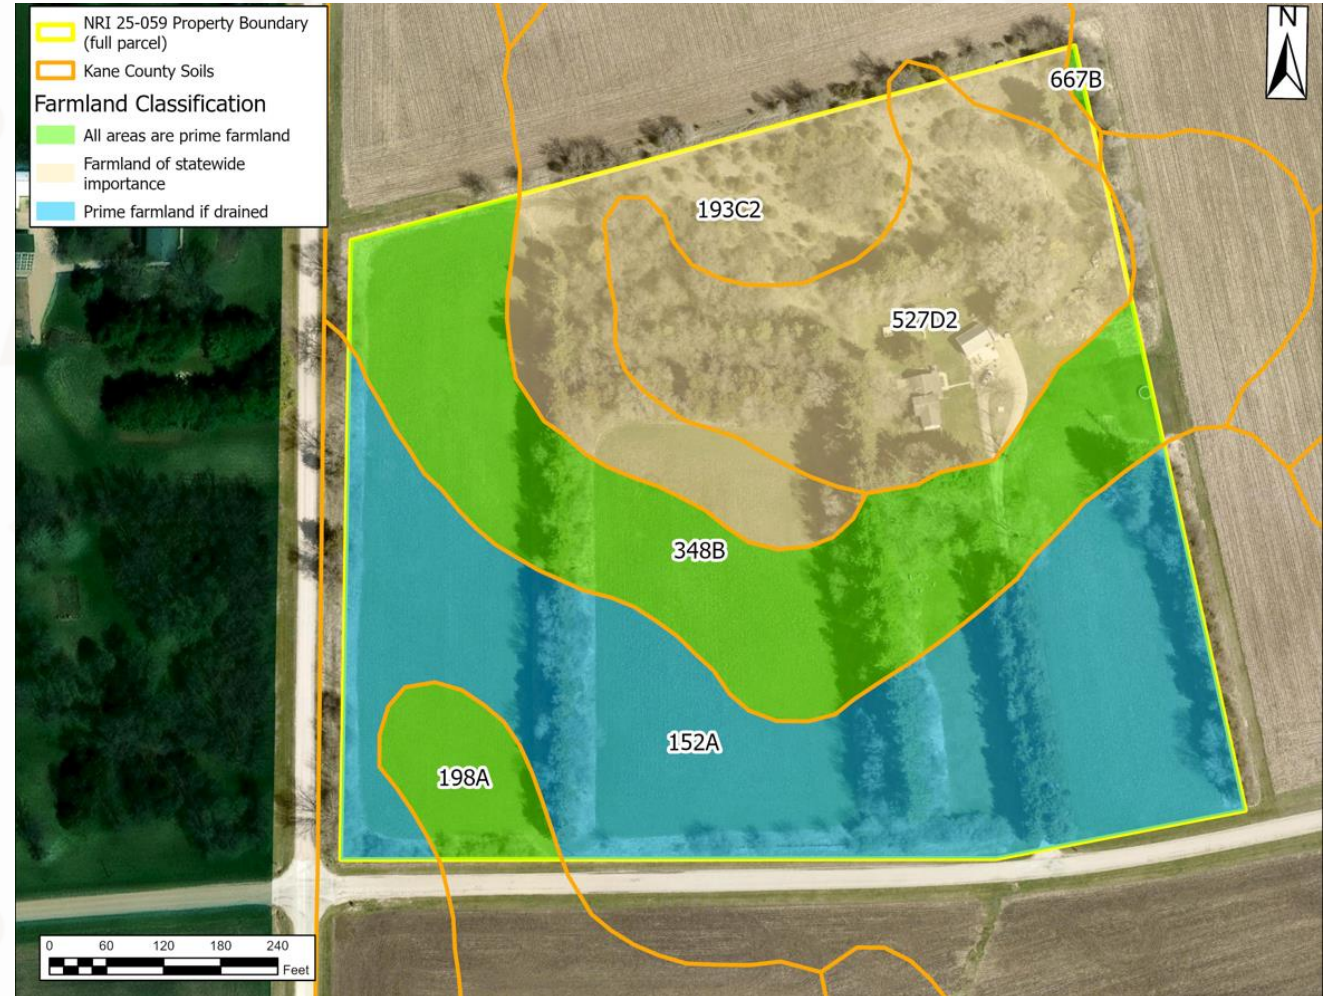 NRI 25-059 Property Boundary
(full parcel)
Kane County Soils
Farmland Classification
All areas are prime farmland
Farmland of statewide
importance
Prime farmland if drained
N
667B
193C2
527D2
348B
152A
198A
0 60 120 180 240
Feet